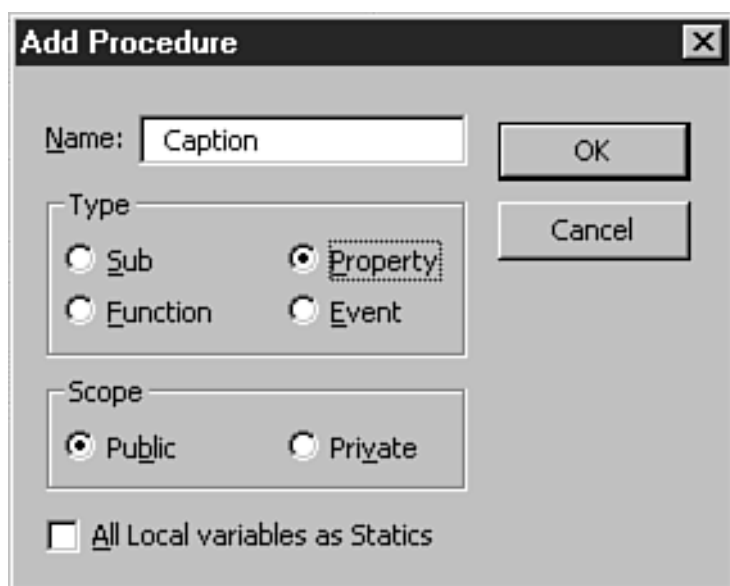 Add Procedure
Name: Caption
OK
Cancel
Type
Sub
Property
Function
Event
Scope
Public
Private
All Local variables as Statics